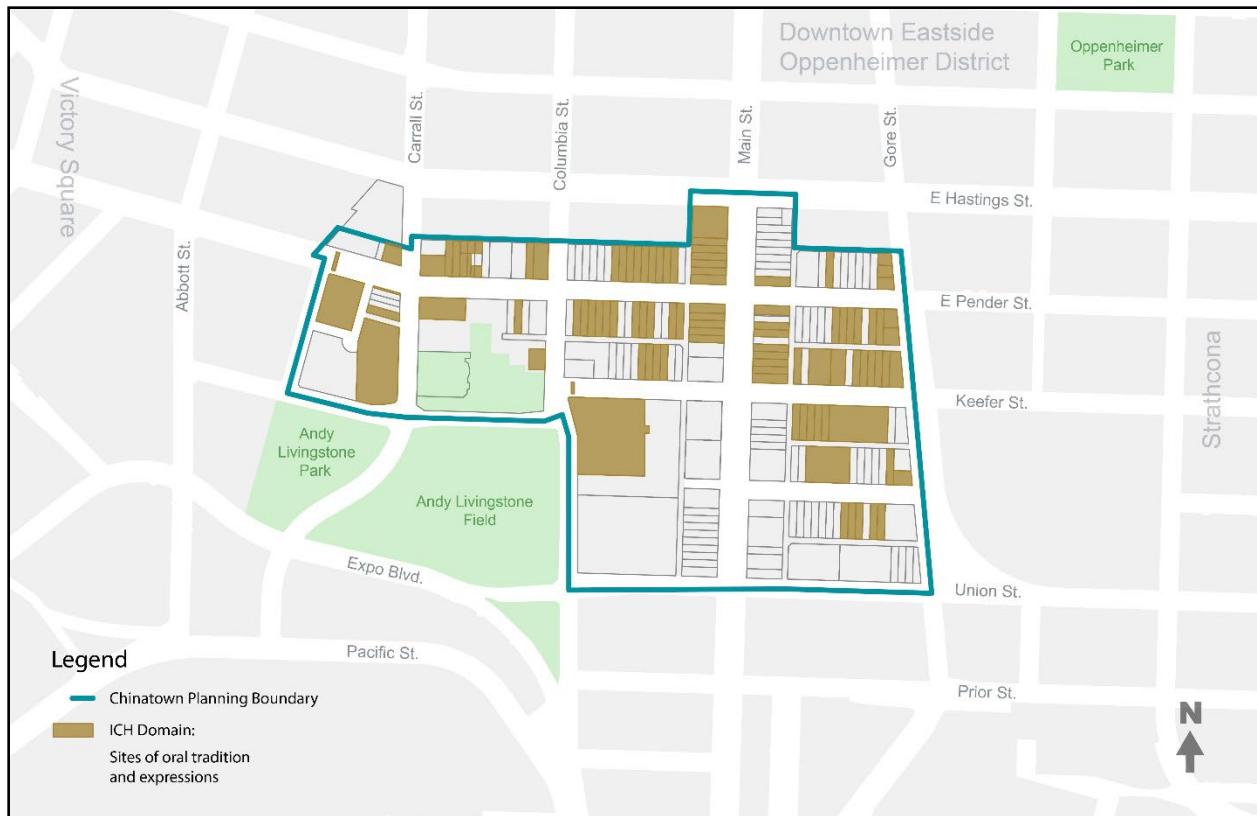 Downtown Eastside
Oppenheimer District
Oppenheimer
Park
Victory Square
Carrall St.
Columbia St.
Main St.
Gore St.
E Hastings St.
Abbott St.
E Pender St.
Strathcona
Keefer St.
Andy
Livingstone
Park
Andy Livingstone
Field
Expo Blvd.
Union St.
Pacific St.
Prior St.
Legend
Chinatown Planning Boundary
ICH Domain:
Sites of oral tradition
and expressions
N